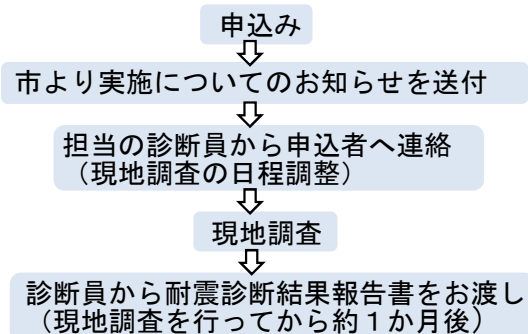 申込み
市より実施についてのお知らせを送付
担当の診断員から申込者へ連絡
（現地調査の日程調整）
現地調査
診断員から耐震診断結果報告書をお渡し
（現地調査を行ってから約１か月後）